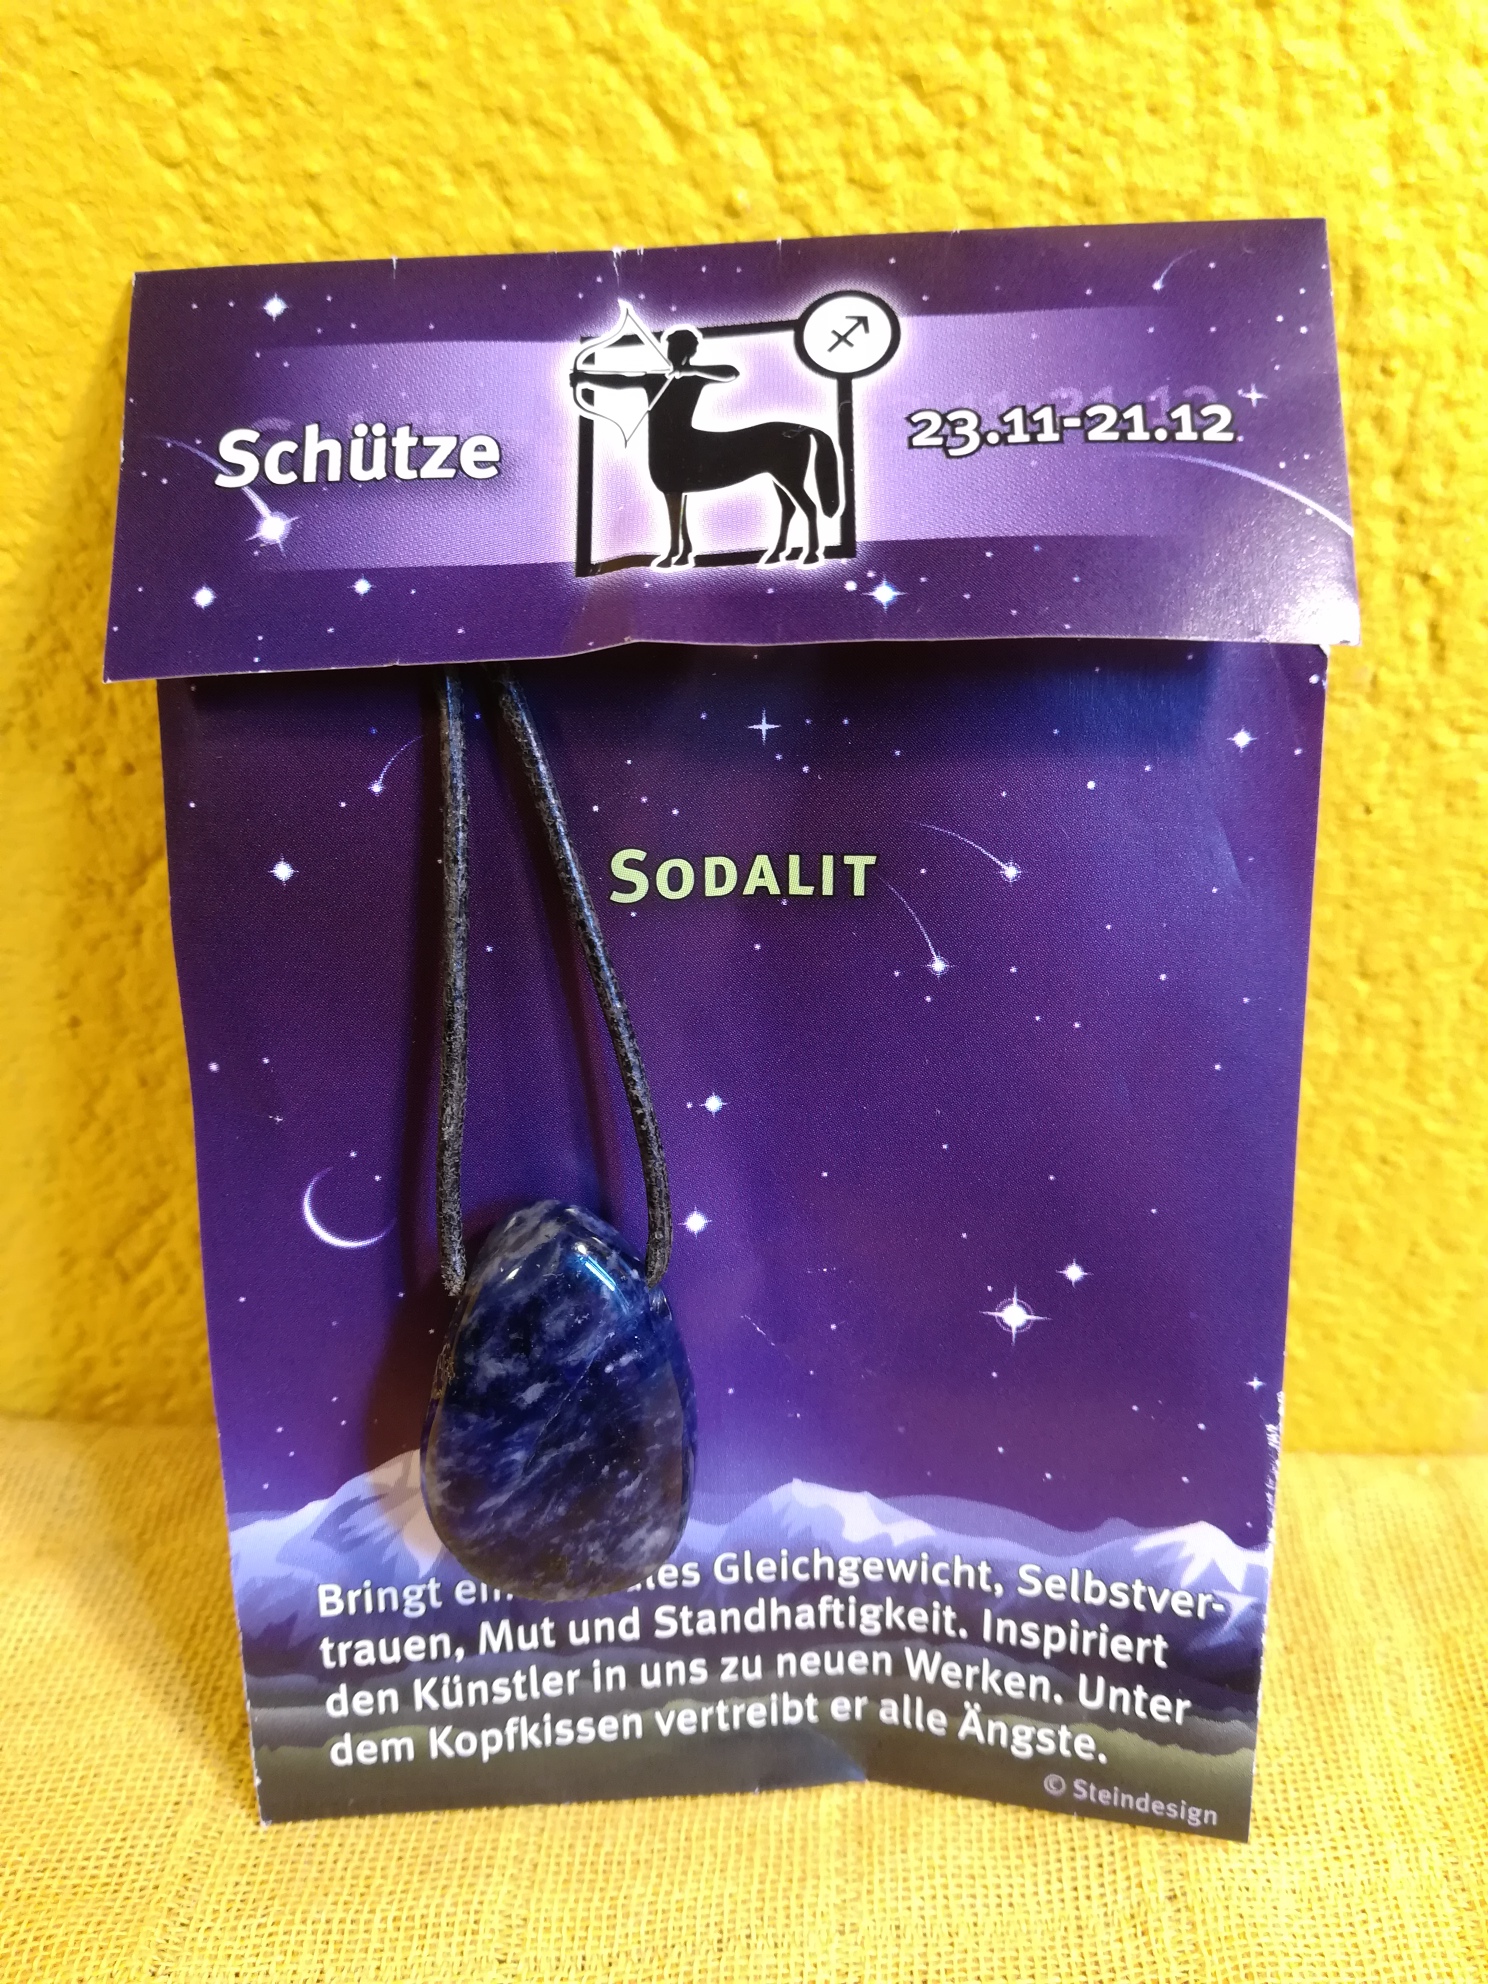 Schütze
23.11-21.12
SODALIT
Bringt Gleichgewicht, Selbstver-
trauen, Mut und Standhaftigkeit. Inspiriert
den Künstler in uns zu neuen Werken. Unter
dem Kopfkissen vertreibt er alle Ängste.
© Steindesign